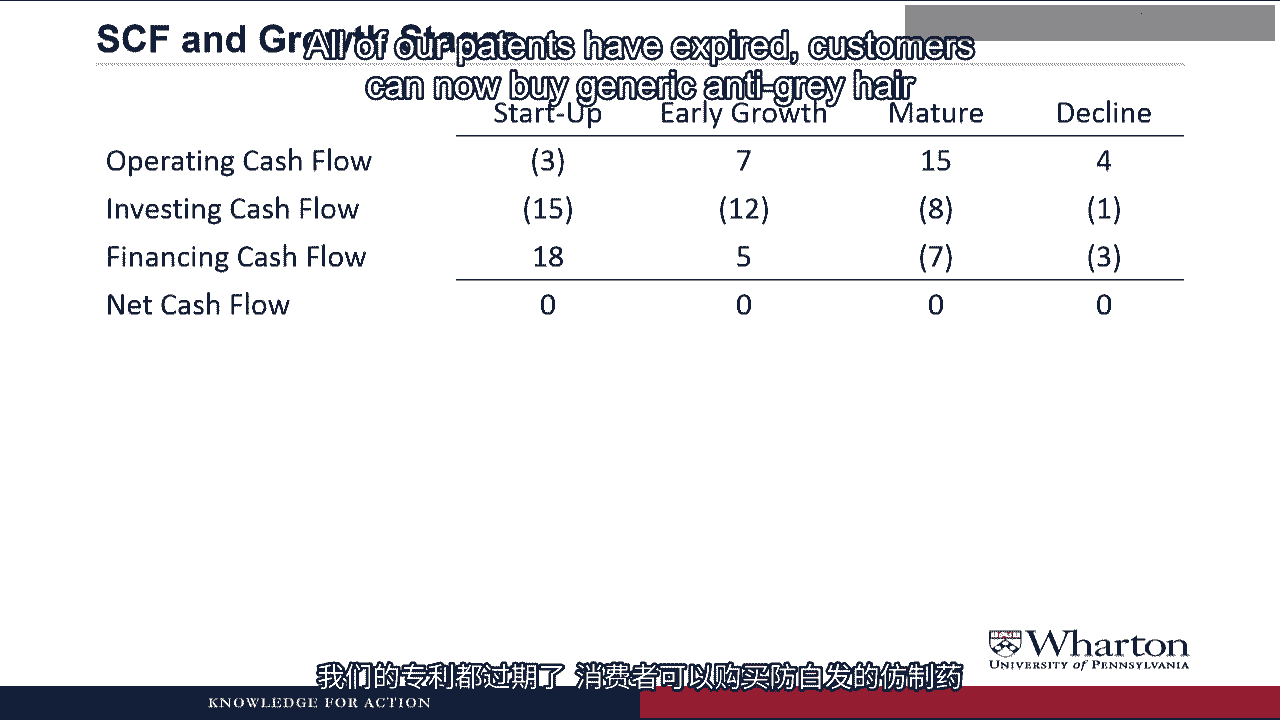 SCF and Growth Stages
All of our patents have expired, customers
can now buy generic anti-grey hair
Start-Up Early Growth Mature Decline
Operating Cash Flow (3) 7 15 4
Investing Cash Flow (15) (12) (8) (1)
Financing Cash Flow 18 5 (7) (3)
Net Cash Flow 0 0 0 0
Wharton
UNIVERSITY of PENNSYLVANIA
我们的专利都过期了 消费者可以购买防自发的仿制药
KNOWLEDGE FOR ACTION